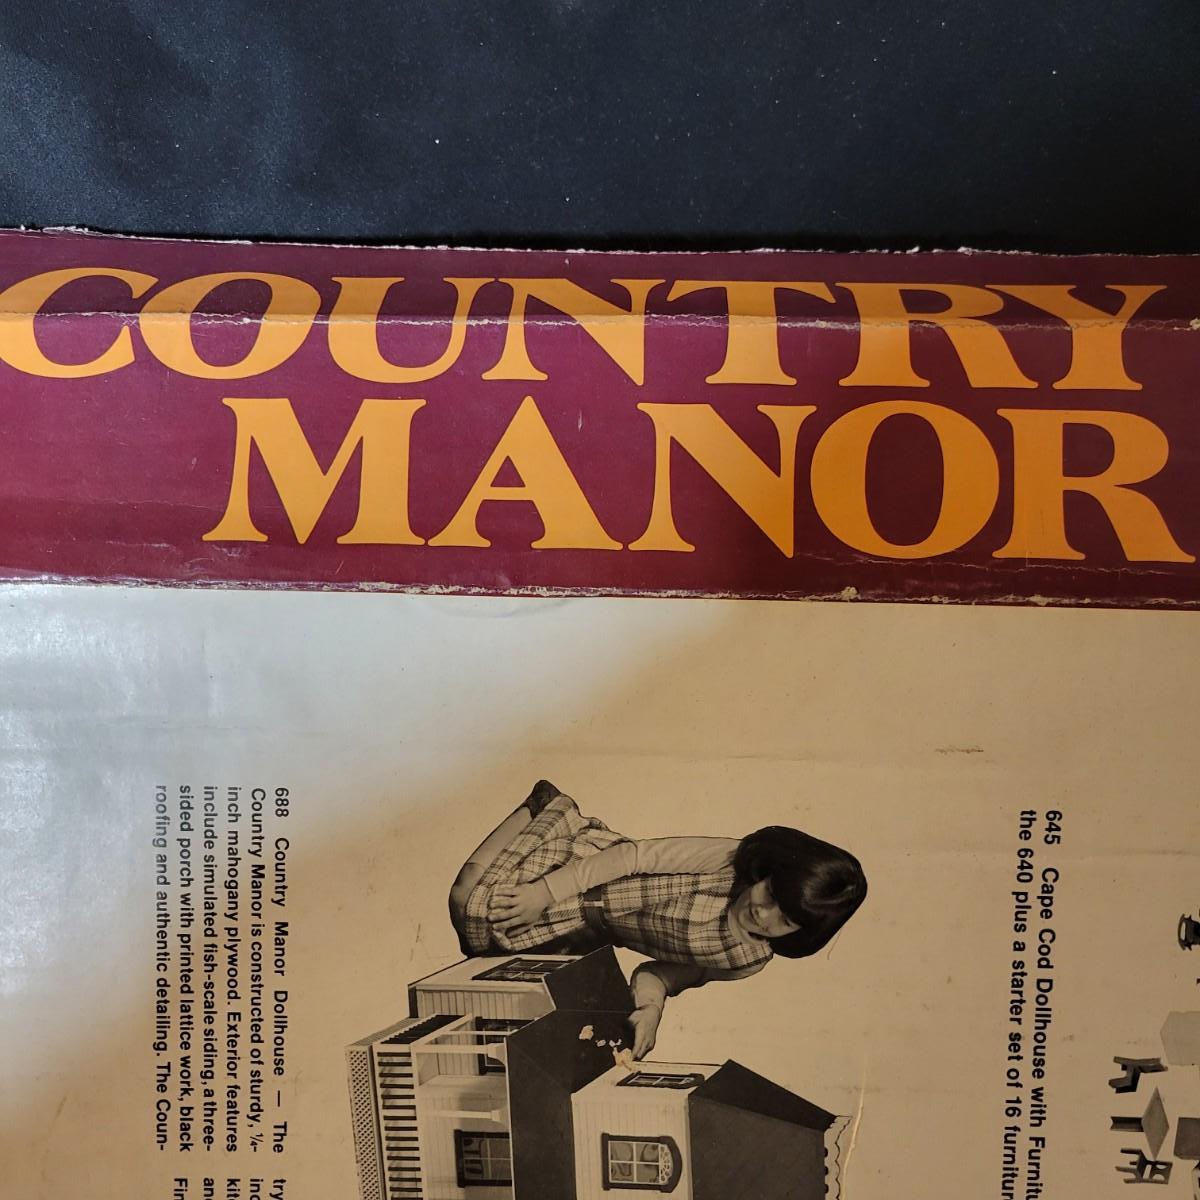 COUNTRY
MANOR
645 Cape Cod Dollhouse with
the 640 plus a starter set of 16
688 Country Manor Dollhouse — The
Country Manor is constructed of sturdy, ¼-
inch mahogany plywood. Exterior features
include simulated fish-scale siding, a three-
sided porch with printed lattice work, black
roofing and authentic detailing. The Coun-